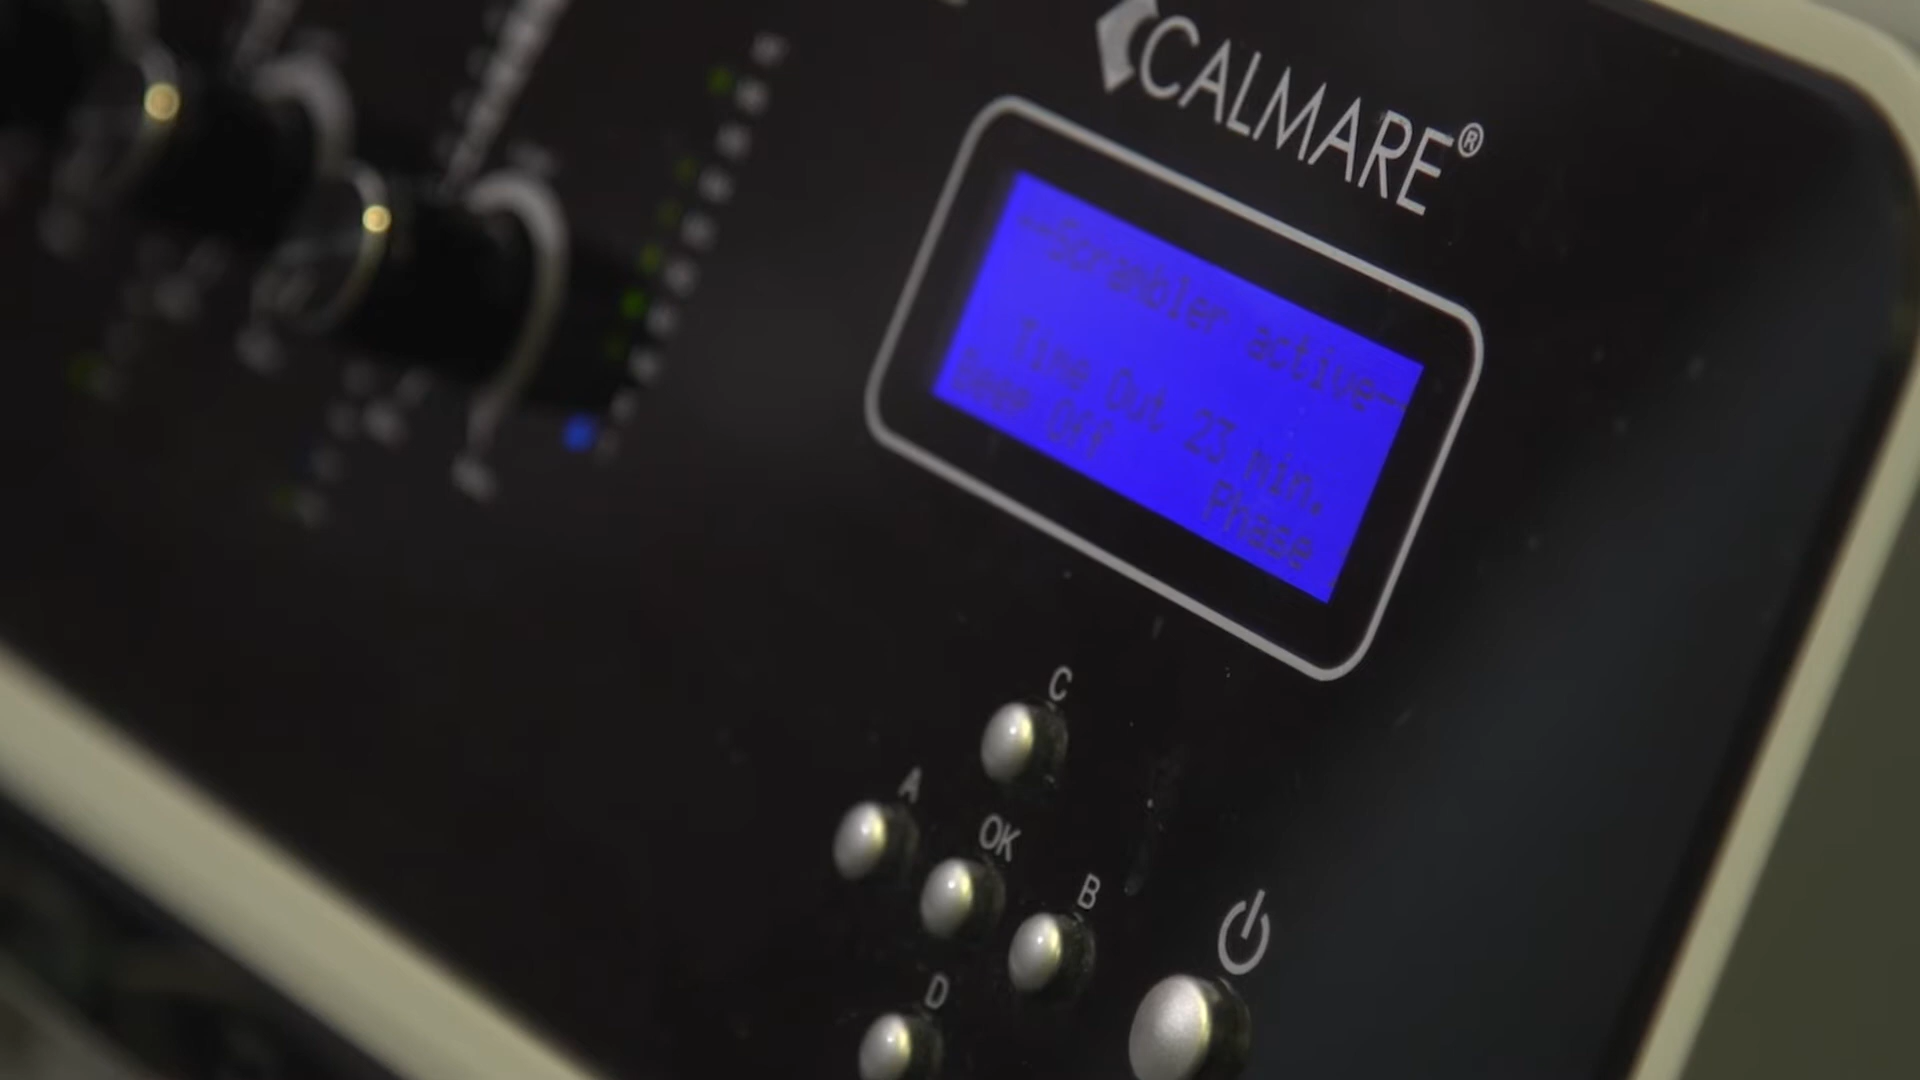 CALMARE®
--Scrambler active-
Time Out 23 min.
Beep Off
Phase
C
A
OK
B
D